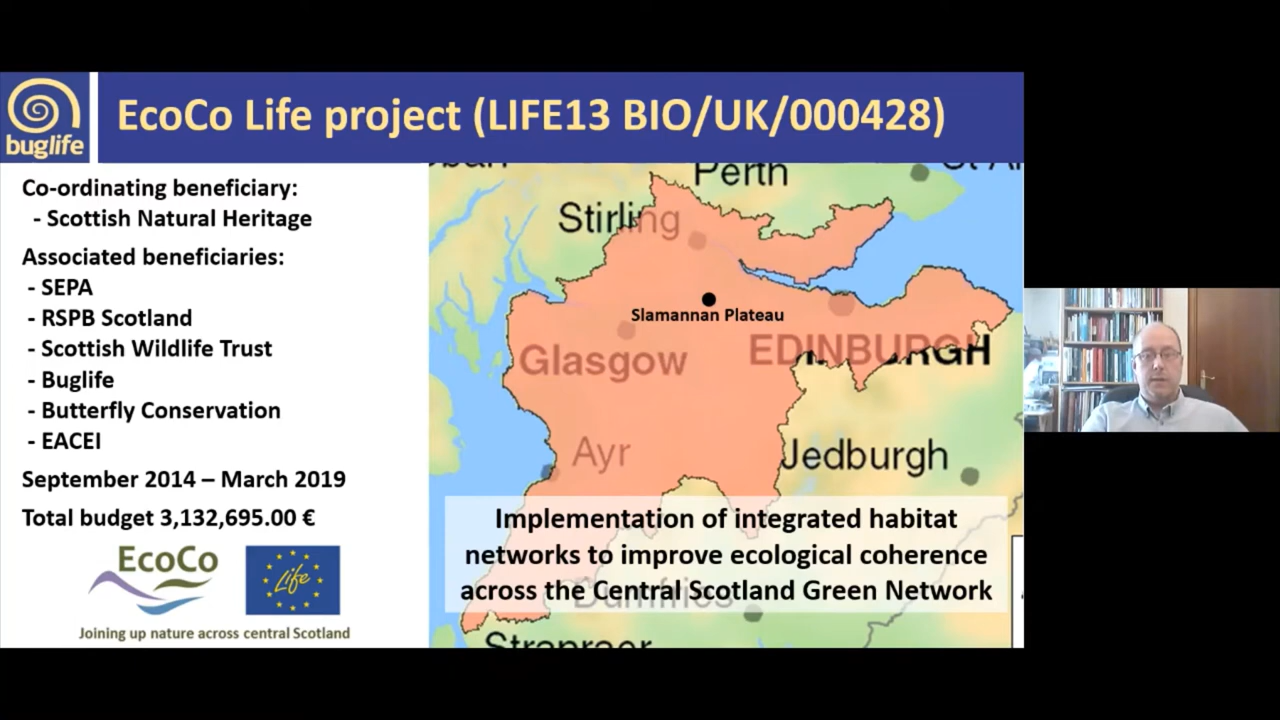 buglife
EcoCo Life project (LIFE13 BIO/UK/000428)
Co-ordinating beneficiary:
- Scottish Natural Heritage
Associated beneficiaries:
- SEPA
- RSPB Scotland
- Scottish Wildlife Trust
- Buglife
- Butterfly Conservation
- EACEI
September 2014 – March 2019
Total budget 3,132,695.00 €
EcoCo
Life
Joining up nature across central Scotland
Perth
Stirling
Slamannan Plateau
Glasgow
EDINBURGH
Ayr
Jedburgh
Implementation of integrated habitat
networks to improve ecological coherence
across the Central Scotland Green Network
Dumfries
Stranraer